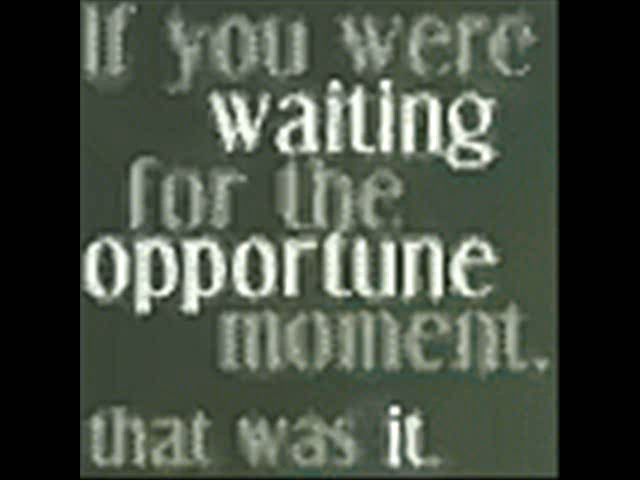 If you were
waiting
for the
opportune
moment.
that was it.